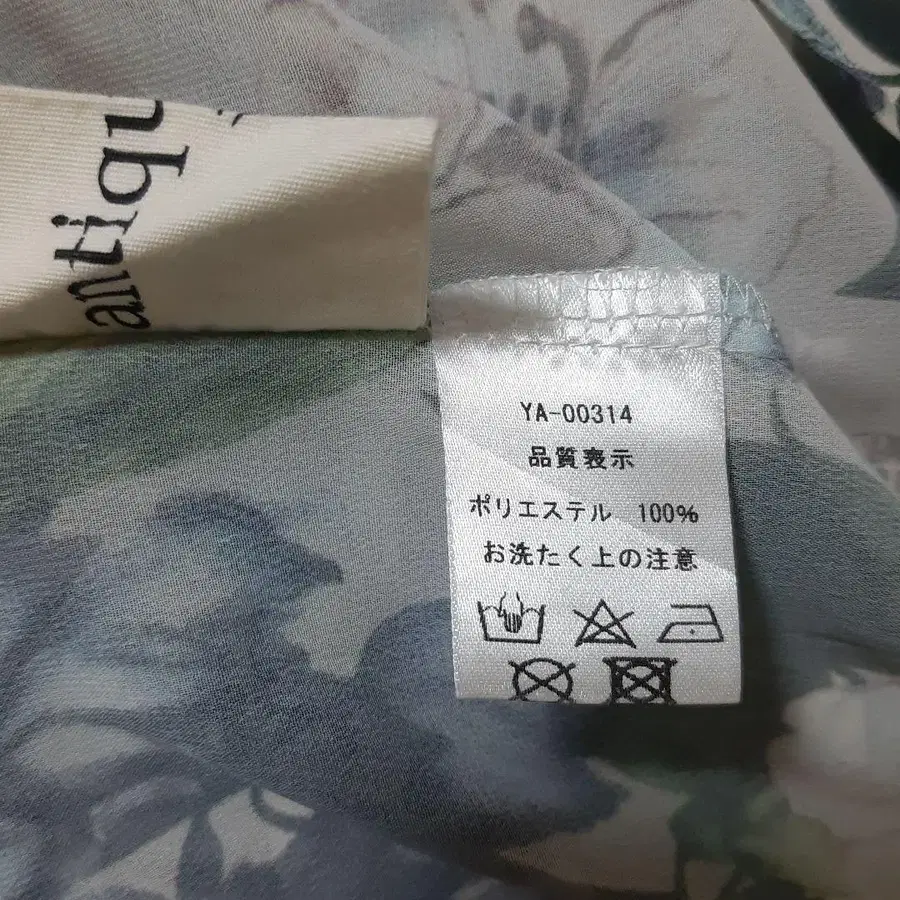 antiqu
YA-00314
品質表示
ポリエステル 100%
お洗たく上の注意